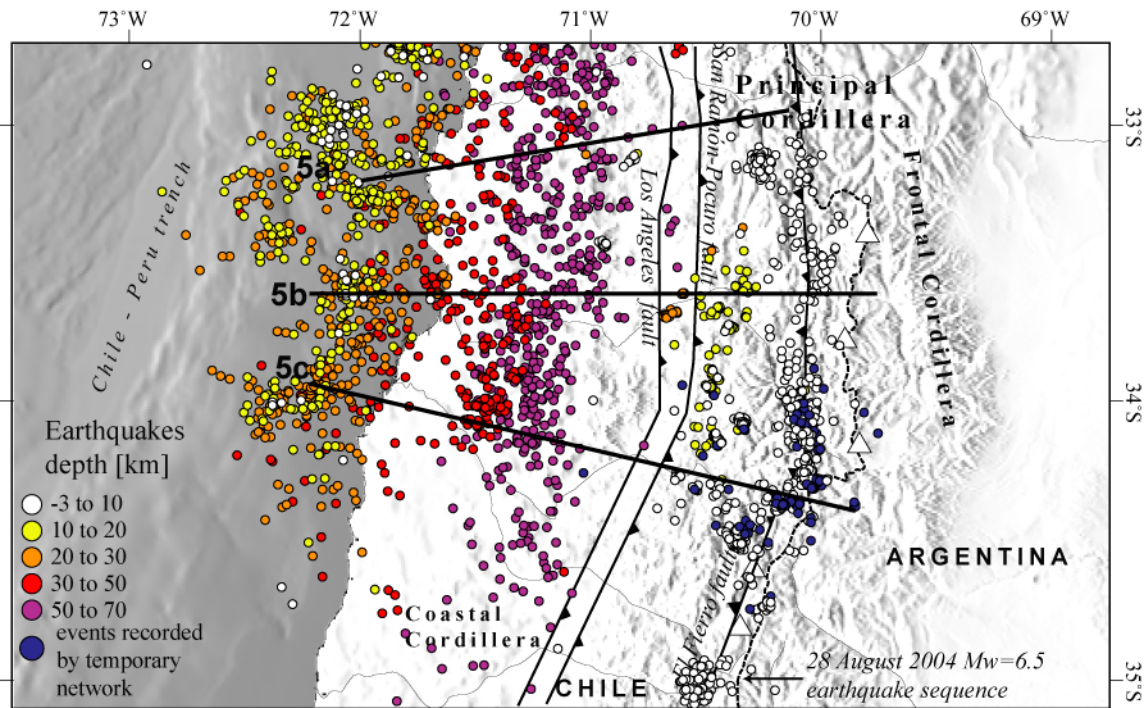 73°W 72°W 71°W 70°W 69°W
33°S
34°S
35°S
Principal
Cordillera
San Ramon-Pocuro fault
Los Angeles fault
Frontal Cordillera
Chile - Peru trench
5a
5b
5c
Earthquakes
depth [km]
-3 to 10
10 to 20
20 to 30
30 to 50
50 to 70
events recorded
by temporary
network
Coastal
Cordillera
CHILE
ARGENTINA
Fierro fault
28 August 2004 Mw=6.5
earthquake sequence